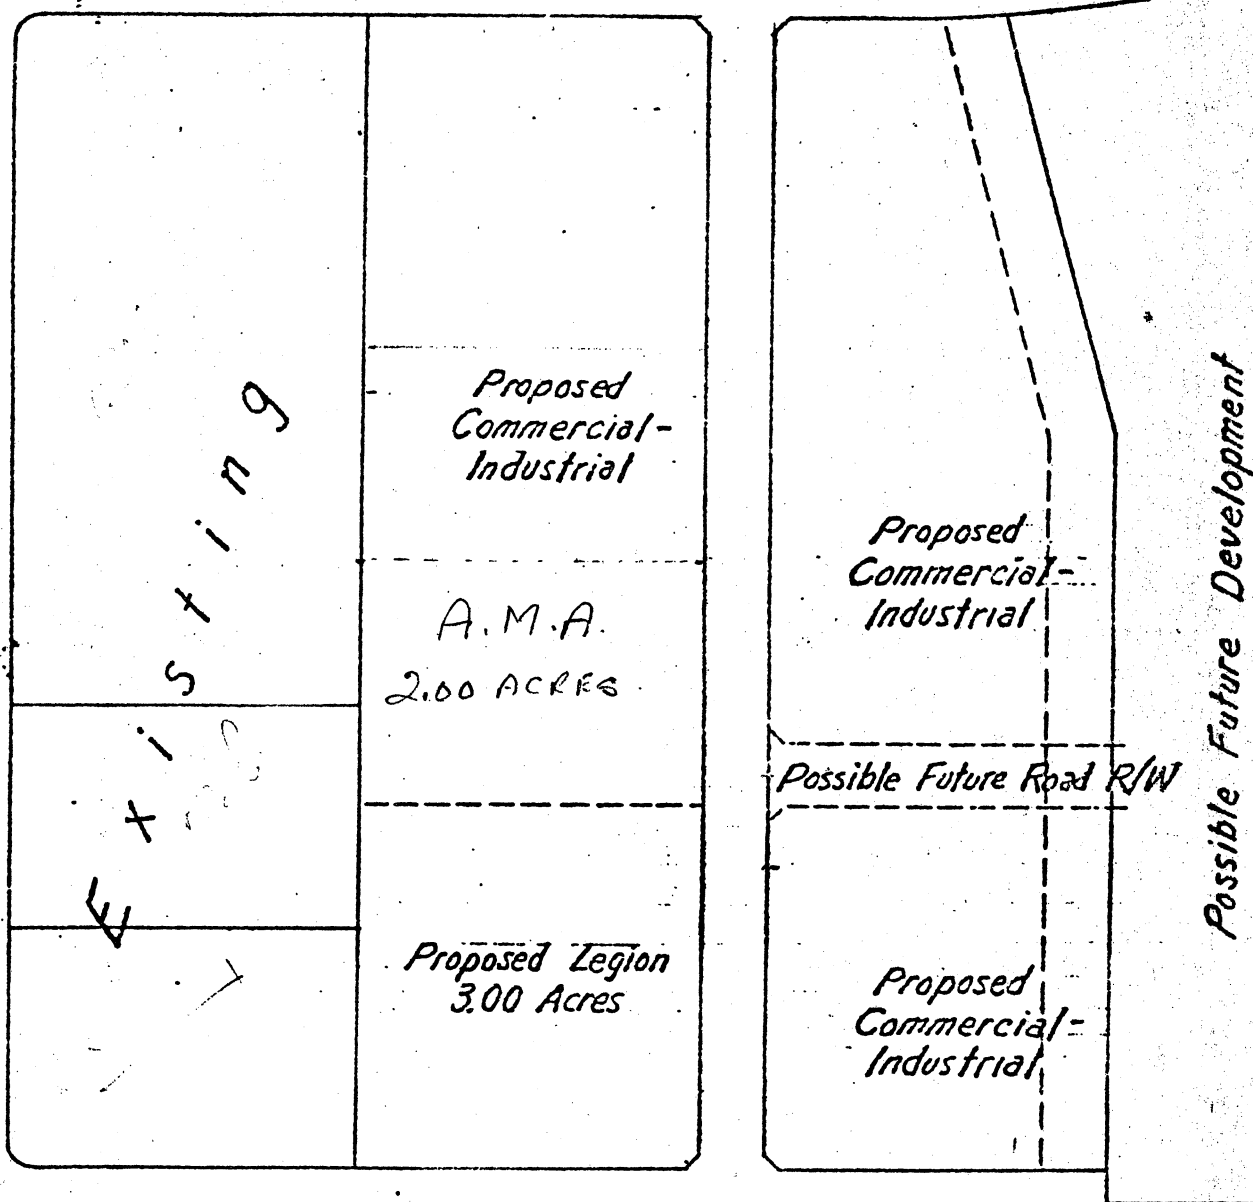 Existing
Proposed
Commercial-
Industrial
A.M.A.
2.00 ACRES
Proposed Legion
3.00 Acres
Proposed
Commercial-
Industrial
Possible Future Road R/W
Proposed
Commercial-
Industrial
Possible Future Development